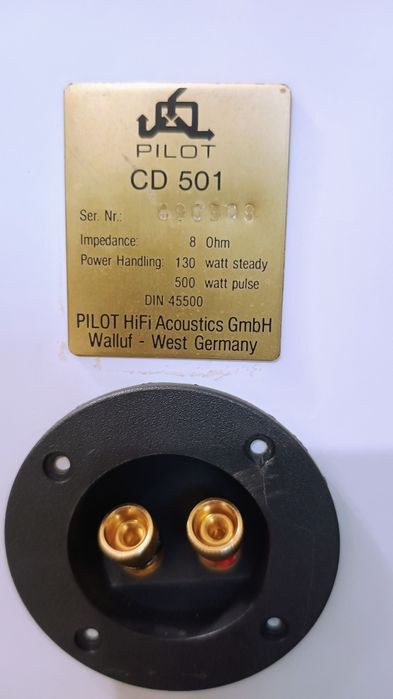 PILOT
CD 501
Ser. Nr.:
Impedance: 8 Ohm
Power Handling: 130 watt steady
500 watt pulse
DIN 45500
PILOT HiFi Acoustics GmbH
Walluf - West Germany